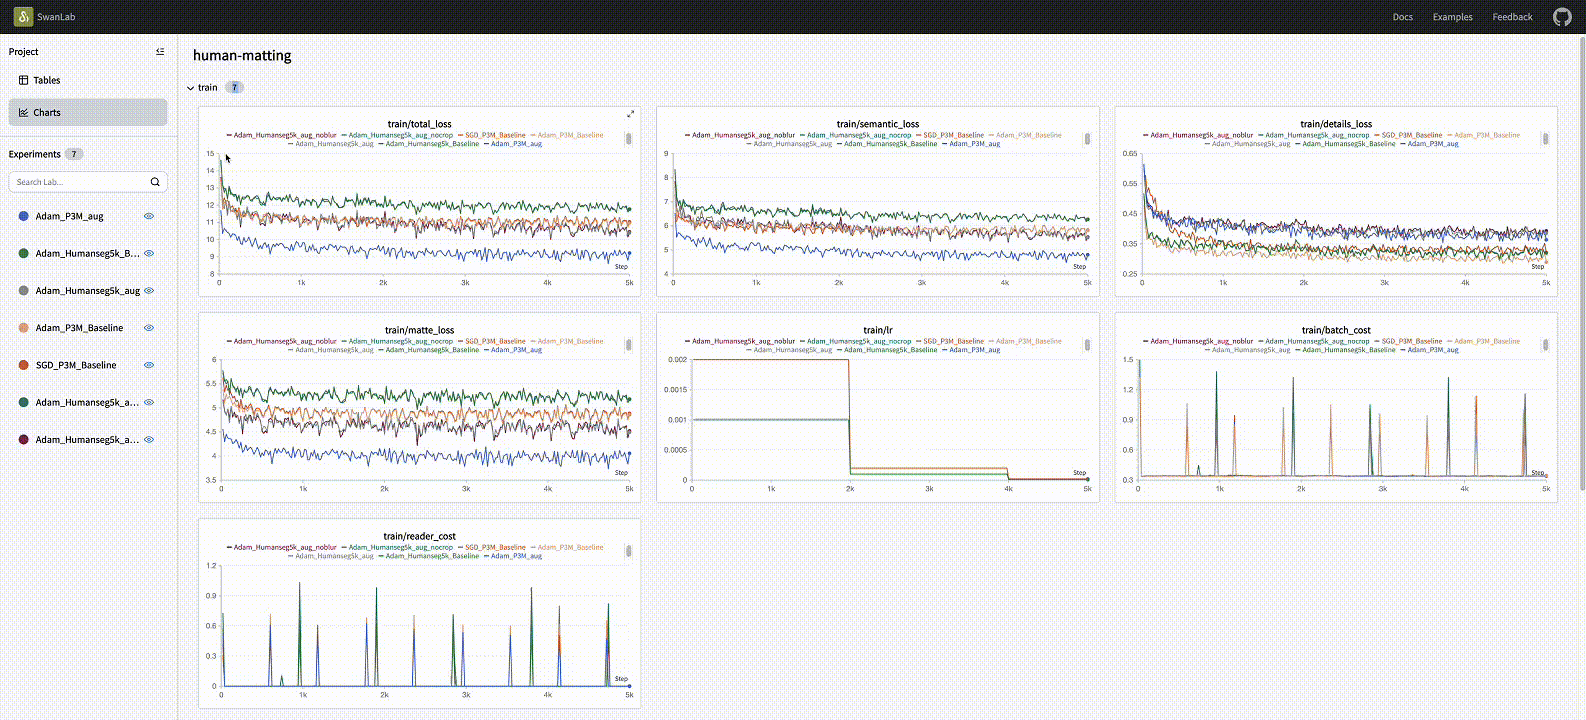 SwanLab
Docs Examples Feedback
Project
Tables
Charts
Experiments 7
Search Lab...
Adam_P3M_aug
Adam_Humanseg5k_B...
Adam_Humanseg5k_aug
Adam_P3M_Baseline
SGD_P3M_Baseline
Adam_Humanseg5k_a...
Adam_Humanseg5k_a...
human-matting
train 7
train/total_loss
Adam_Humanseg5k_aug_noblur Adam_Humanseg5k_aug_nocrop SGD_P3M_Baseline Adam_P3M_Baseline
Adam_Humanseg5k_aug Adam_Humanseg5k_Baseline Adam_P3M_aug
15
14
13
12
11
10
9
8
Step
0 1k 2k 3k 4k 5k
train/semantic_loss
Adam_Humanseg5k_aug_noblur Adam_Humanseg5k_aug_nocrop SGD_P3M_Baseline Adam_P3M_Baseline
Adam_Humanseg5k_aug Adam_Humanseg5k_Baseline Adam_P3M_aug
9
8
7
6
5
4
Step
0 1k 2k 3k 4k 5k
train/details_loss
Adam_Humanseg5k_aug_noblur Adam_Humanseg5k_aug_nocrop SGD_P3M_Baseline Adam_P3M_Baseline
Adam_Humanseg5k_aug Adam_Humanseg5k_Baseline Adam_P3M_aug
0.65
0.55
0.45
0.35
0.25
Step
0 1k 2k 3k 4k 5k
train/matte_loss
Adam_Humanseg5k_aug_noblur Adam_Humanseg5k_aug_nocrop SGD_P3M_Baseline Adam_P3M_Baseline
Adam_Humanseg5k_aug Adam_Humanseg5k_Baseline Adam_P3M_aug
6
5.5
5
4.5
4
3.5
Step
0 1k 2k 3k 4k 5k
train/lr
Adam_Humanseg5k_aug_noblur Adam_Humanseg5k_aug_nocrop SGD_P3M_Baseline Adam_P3M_Baseline
Adam_Humanseg5k_aug Adam_Humanseg5k_Baseline Adam_P3M_aug
0.002
0.0015
0.001
0.0005
0
Step
0 1k 2k 3k 4k 5k
train/batch_cost
Adam_Humanseg5k_aug_noblur Adam_Humanseg5k_aug_nocrop SGD_P3M_Baseline Adam_P3M_Baseline
Adam_Humanseg5k_aug Adam_Humanseg5k_Baseline Adam_P3M_aug
1.5
1.2
0.9
0.6
0.3
Step
0 1k 2k 3k 4k 5k
train/reader_cost
Adam_Humanseg5k_aug_noblur Adam_Humanseg5k_aug_nocrop SGD_P3M_Baseline Adam_P3M_Baseline
Adam_Humanseg5k_aug Adam_Humanseg5k_Baseline Adam_P3M_aug
1.2
0.9
0.6
0.3
0
Step
0 1k 2k 3k 4k 5k